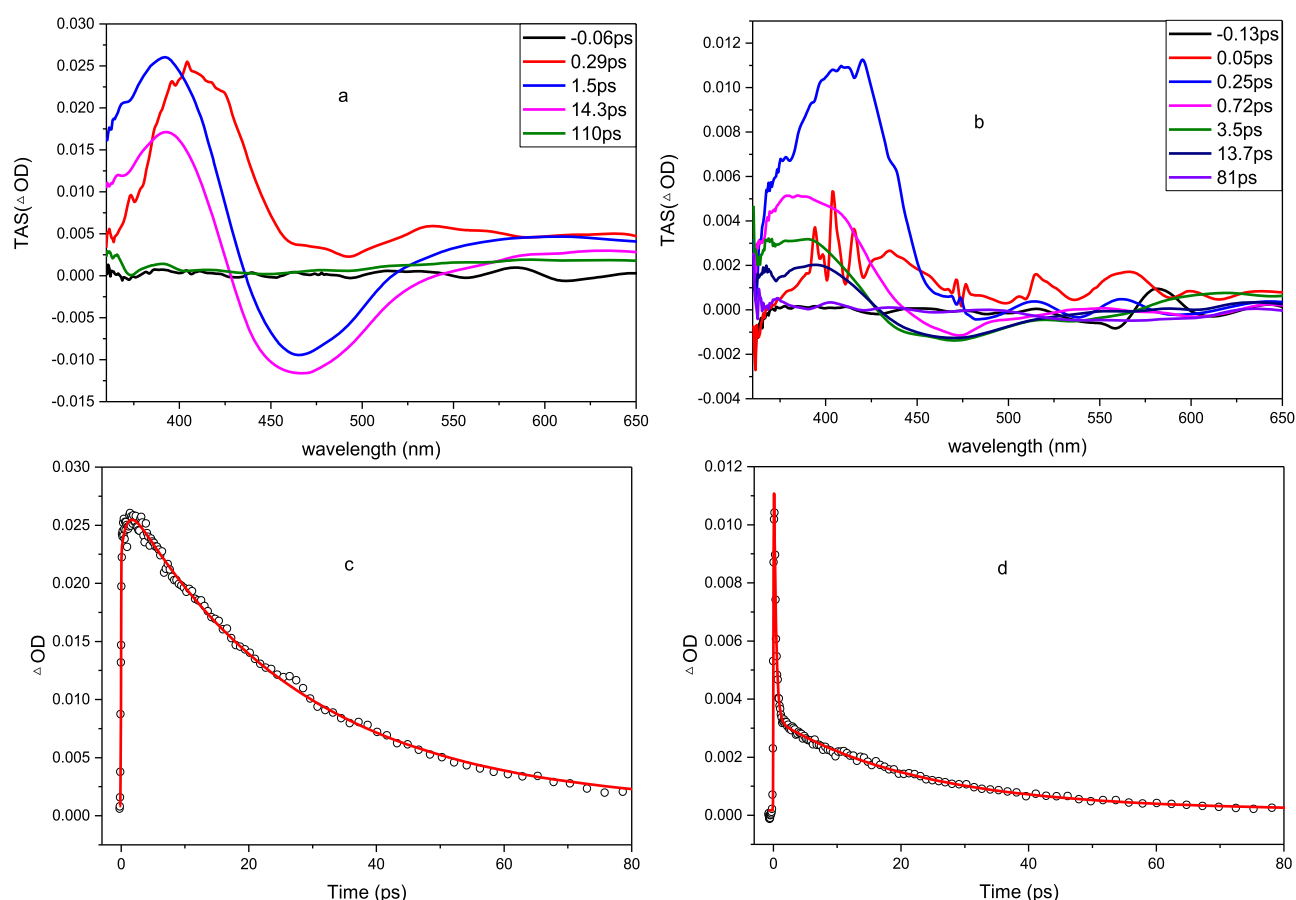 0.030
0.025
0.020
0.015
0.010
0.005
0.000
-0.005
-0.010
-0.015
TAS(△ OD)
400
450
500
550
600
650
wavelength (nm)
a
-0.06ps
0.29ps
1.5ps
14.3ps
110ps
0.012
0.010
0.008
0.006
0.004
0.002
0.000
-0.002
-0.004
TAS(△ OD)
400
450
500
550
600
650
wavelength (nm)
b
-0.13ps
0.05ps
0.25ps
0.72ps
3.5ps
13.7ps
81ps
0.030
0.025
0.020
0.015
0.010
0.005
0.000
△ OD
0
20
40
60
80
Time (ps)
c
0.012
0.010
0.008
0.006
0.004
0.002
0.000
△ OD
0
20
40
60
80
Time (ps)
d